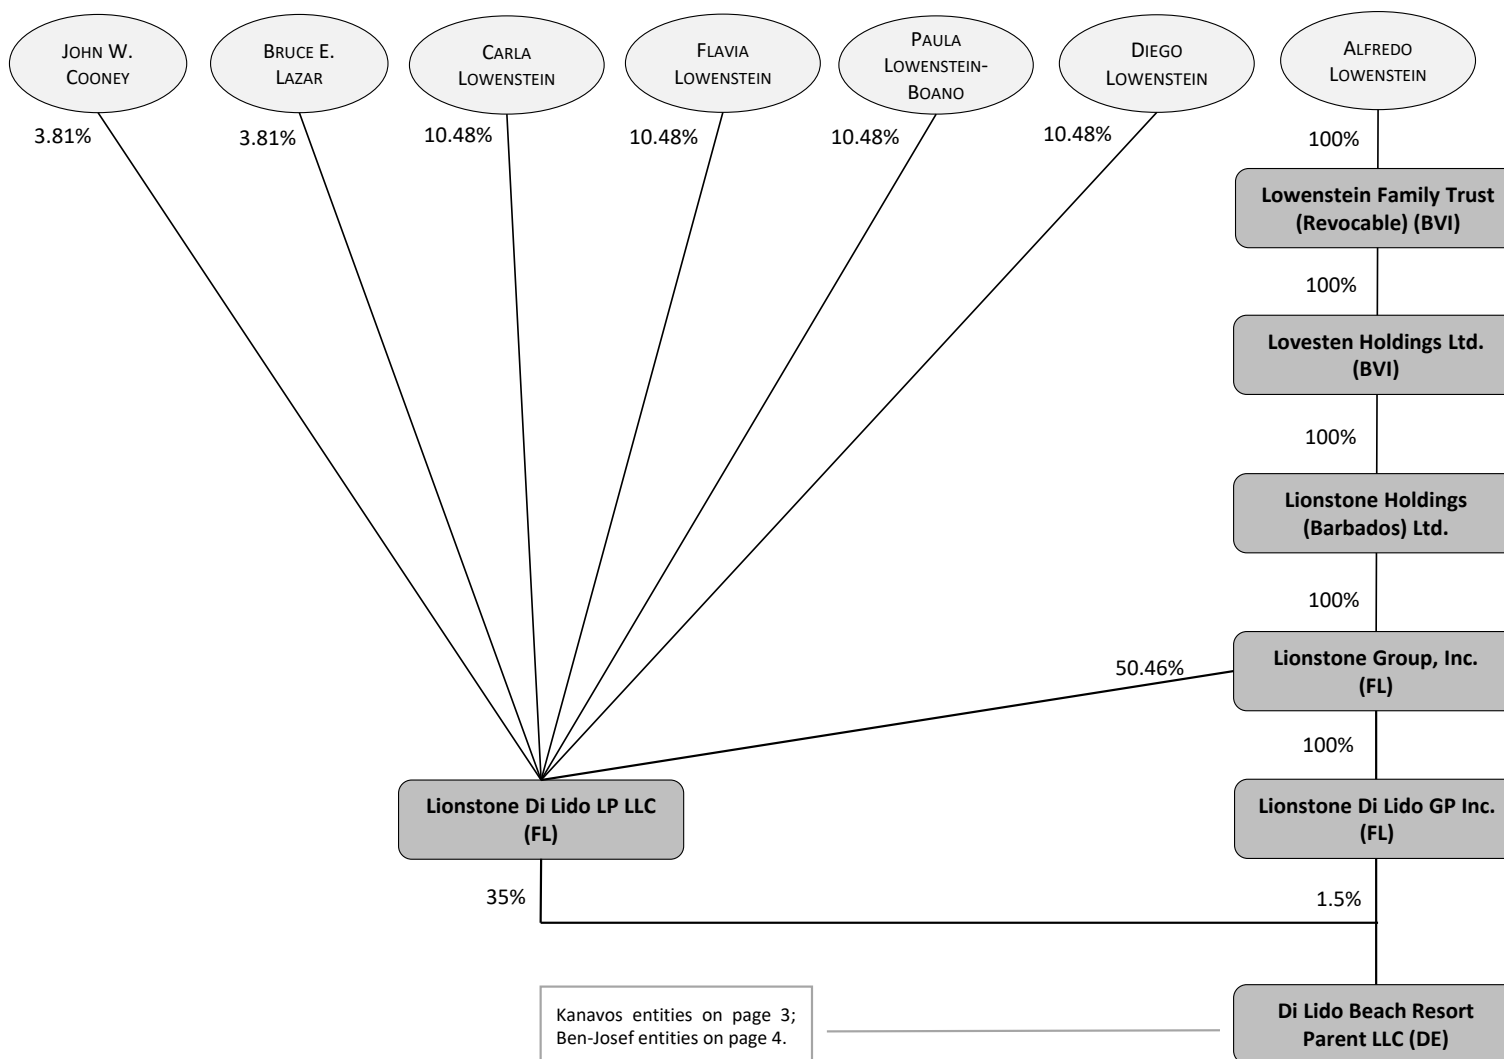 JOHN W.
COONEY
BRUCE E.
LAZAR
CARLA
LOWENSTEIN
FLAVIA
LOWENSTEIN
PAULA
LOWENSTEIN-
BOANO
DIEGO
LOWENSTEIN
ALFREDO
LOWENSTEIN
3.81%
3.81%
10.48%
10.48%
10.48%
10.48%
100%
Lowenstein Family Trust
(Revocable) (BVI)
100%
Lovesten Holdings Ltd.
(BVI)
100%
Lionstone Holdings
(Barbados) Ltd.
100%
50.46%
Lionstone Group, Inc.
(FL)
100%
Lionstone Di Lido LP LLC
(FL)
Lionstone Di Lido GP Inc.
(FL)
35%
1.5%
Kanavos entities on page 3;
Ben-Josef entities on page 4.
Di Lido Beach Resort
Parent LLC (DE)